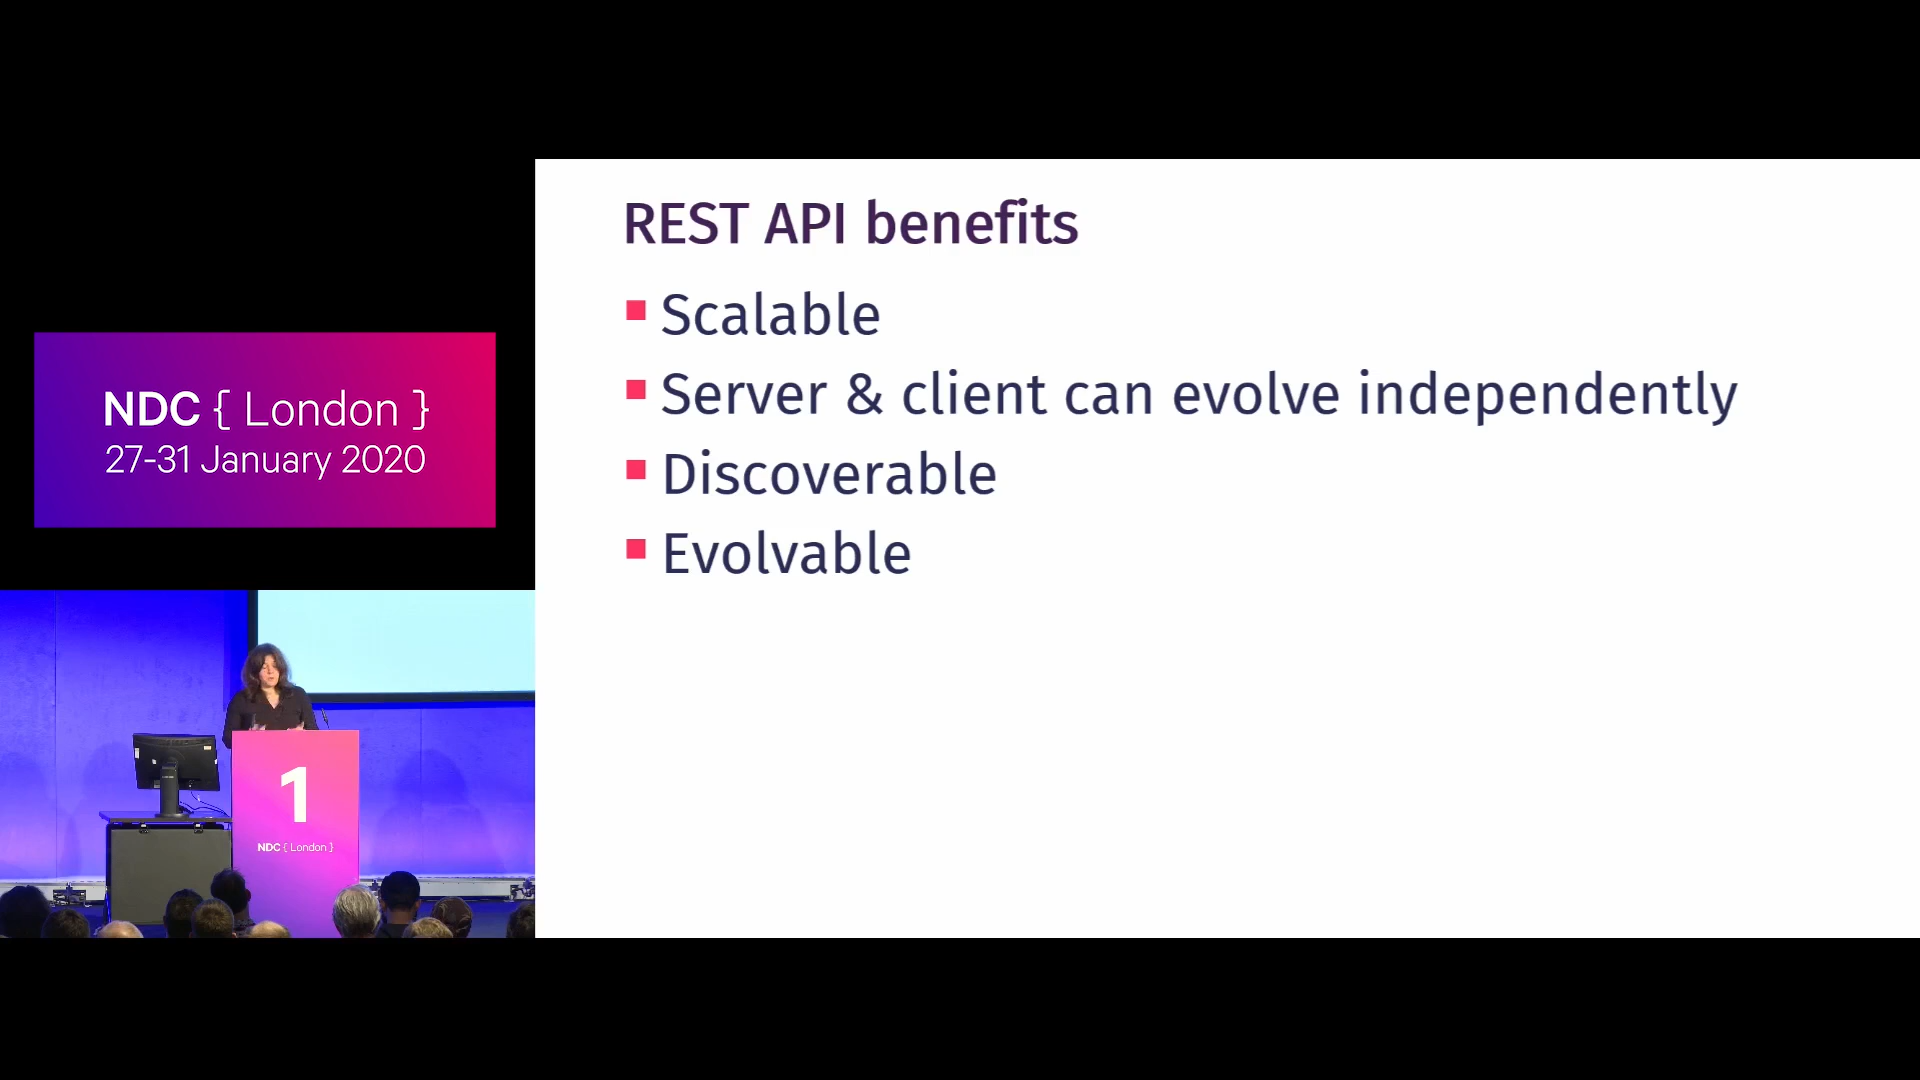 REST API benefits
Scalable
Server & client can evolve independently
Discoverable
Evolvable
NDC { London }
27-31 January 2020
1
NDC { London }